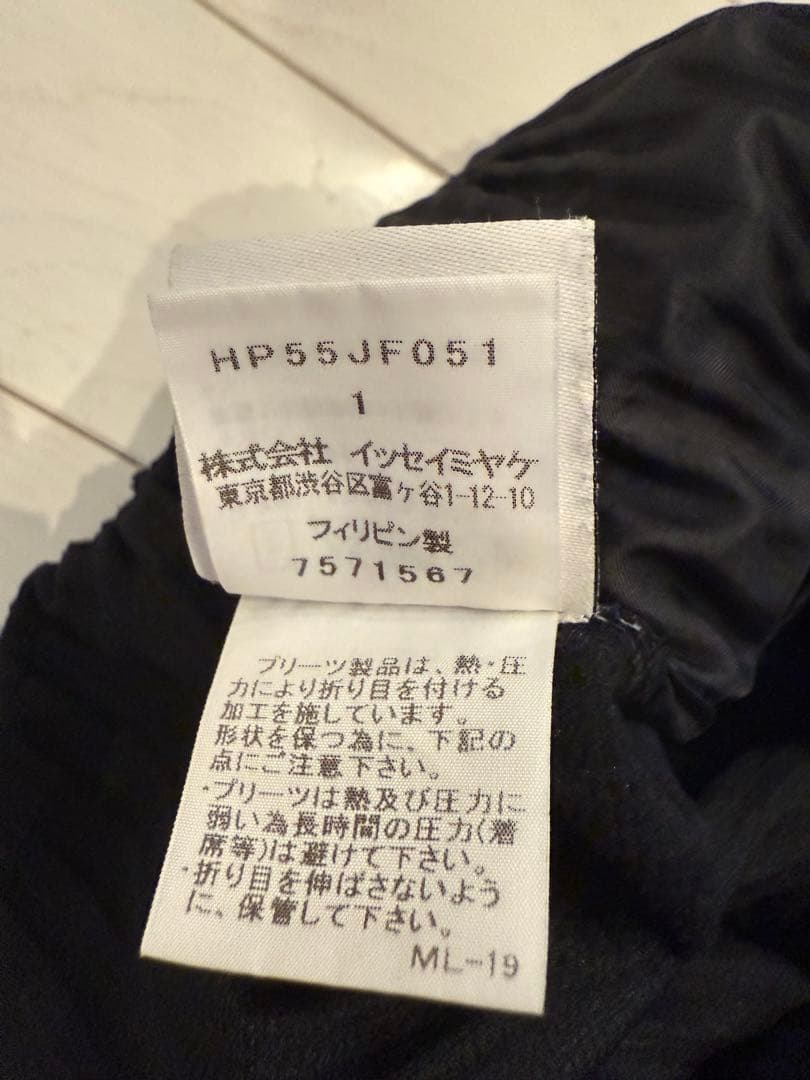 HP55JF051
1
株式会社 イッセイミヤケ
東京都渋谷区富ヶ谷1-12-10
フィリピン製
7571567
プリーツ製品は、熱・圧
力により折り目を付ける
加工を施しています。
形状を保つ為に、下記の
点にご注意下さい。
・プリーツは熱及び圧力に
弱い為長時間の圧力(着
席等)は避けて下さい。
・折り目を伸ばさないよう
に、保管して下さい。
ML-19